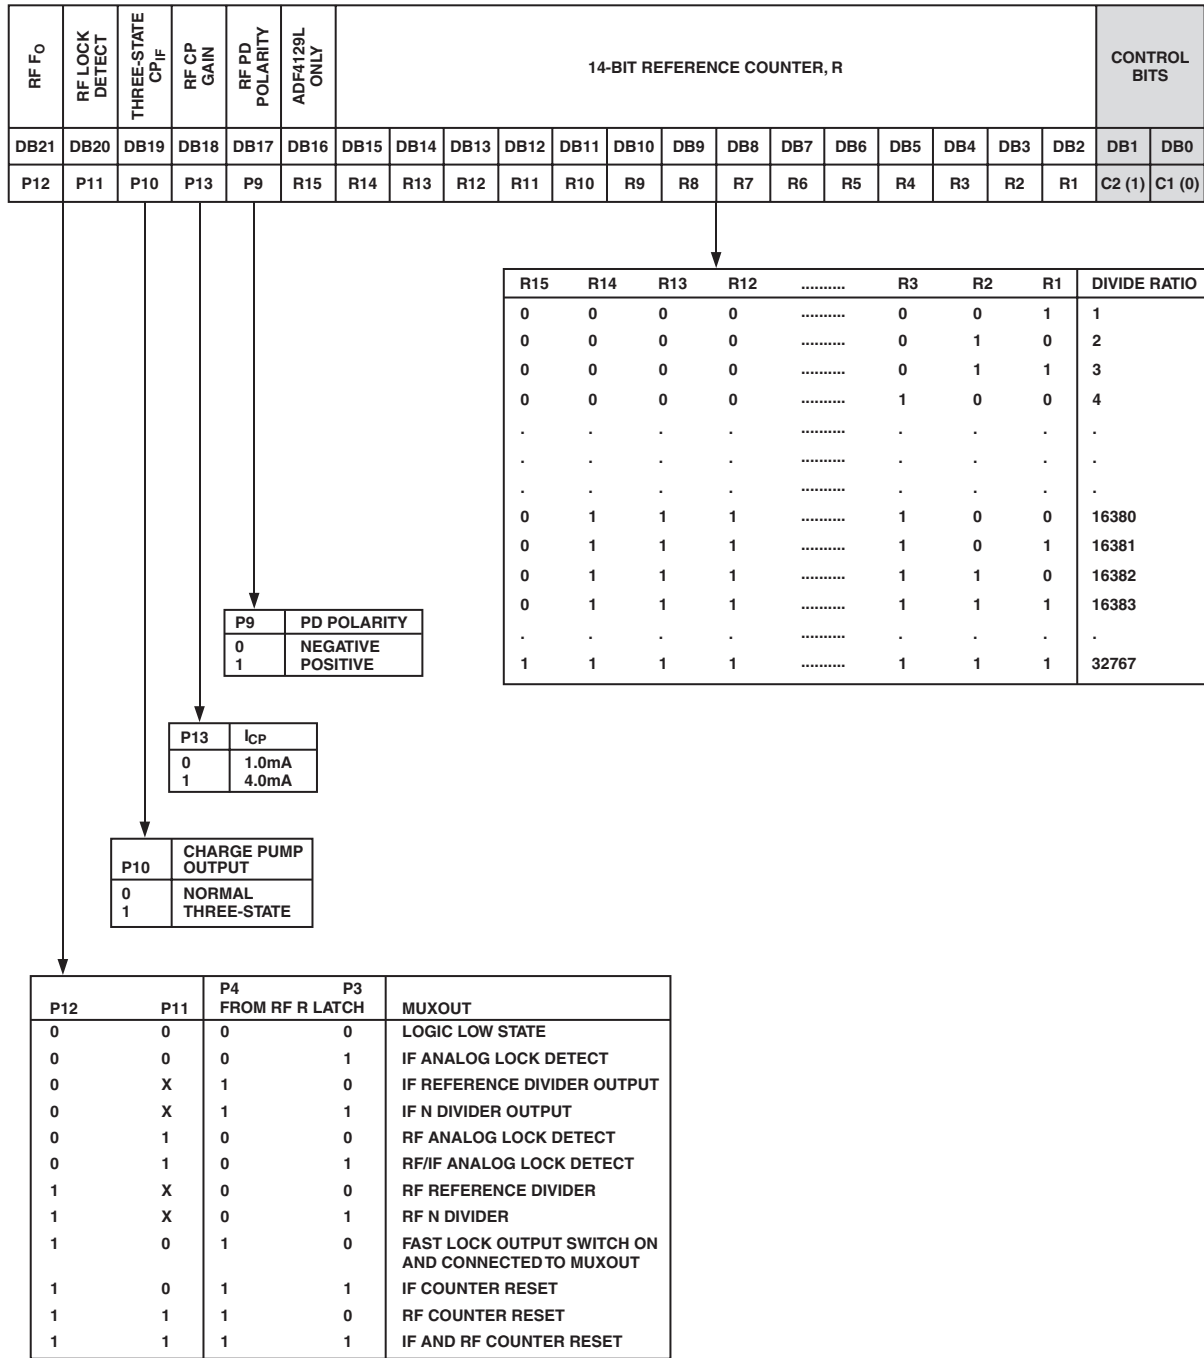 RF FO
RF LOCK DETECT
THREE-STATE CPIF
RF CP GAIN
RF PD POLARITY
ADF4129L ONLY
14-BIT REFERENCE COUNTER, R
CONTROL BITS
DB21 DB20 DB19 DB18 DB17 DB16 DB15 DB14 DB13 DB12 DB11 DB10 DB9 DB8 DB7 DB6 DB5 DB4 DB3 DB2 DB1 DB0
P12 P11 P10 P13 P9 R15 R14 R13 R12 R11 R10 R9 R8 R7 R6 R5 R4 R3 R2 R1 C2 (1) C1 (0)
R15 R14 R13 R12 .......... R3 R2 R1 DIVIDE RATIO
0 0 0 0 .......... 0 0 1 1
0 0 0 0 .......... 0 1 0 2
0 0 0 0 .......... 0 1 1 3
0 0 0 0 .......... 1 0 0 4
. . . . .......... . . . .
. . . . .......... . . . .
. . . . .......... . . . .
0 1 1 1 .......... 1 0 0 16380
0 1 1 1 .......... 1 0 1 16381
0 1 1 1 .......... 1 1 0 16382
0 1 1 1 .......... 1 1 1 16383
. . . . .......... . . . .
1 1 1 1 .......... 1 1 1 32767
P9 PD POLARITY
0 NEGATIVE
1 POSITIVE
P13 ICP
0 1.0mA
1 4.0mA
P10 CHARGE PUMP OUTPUT
0 NORMAL
1 THREE-STATE
P12 P11 P4 P3 FROM RF R LATCH MUXOUT
0 0 0 0 LOGIC LOW STATE
0 0 0 1 IF ANALOG LOCK DETECT
0 X 1 0 IF REFERENCE DIVIDER OUTPUT
0 X 1 1 IF N DIVIDER OUTPUT
0 1 0 0 RF ANALOG LOCK DETECT
0 1 0 1 RF/IF ANALOG LOCK DETECT
1 X 0 0 RF REFERENCE DIVIDER
1 X 0 1 RF N DIVIDER
1 0 1 0 FAST LOCK OUTPUT SWITCH ON
AND CONNECTED TO MUXOUT
1 0 1 1 IF COUNTER RESET
1 1 1 0 RF COUNTER RESET
1 1 1 1 IF AND RF COUNTER RESET